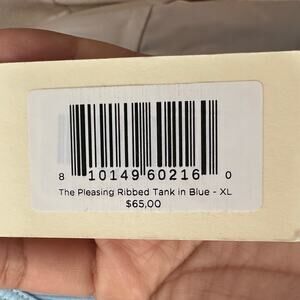 8 10149 60216 0
The Pleasing Ribbed Tank in Blue - XL
$65.00